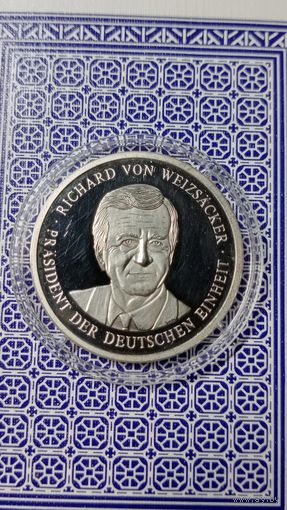 RICHARD VON WEIZSÄCKER
PRÄSIDENT DER DEUTSCHEN EINHEIT